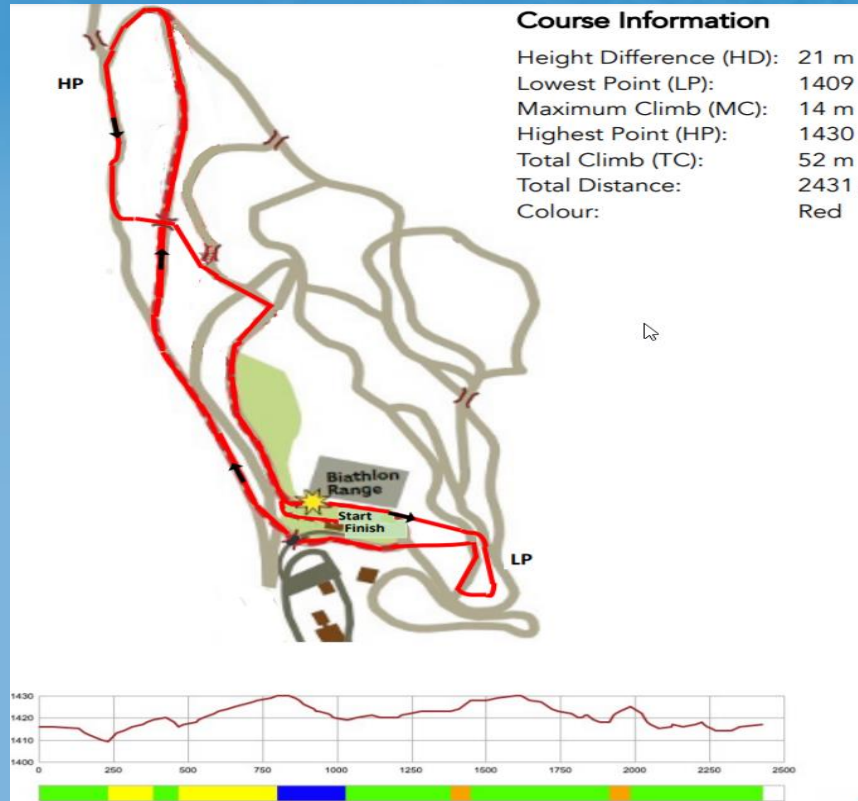 Course Information
Height Difference (HD): 21 m
Lowest Point (LP): 1409
Maximum Climb (MC): 14 m
Highest Point (HP): 1430
Total Climb (TC): 52 m
Total Distance: 2431
Colour: Red
HP
Biathlon
Range
Start
Finish
LP
1430
1420
1410
1400
0 250 500 750 1000 1250 1500 1750 2000 2250 2500